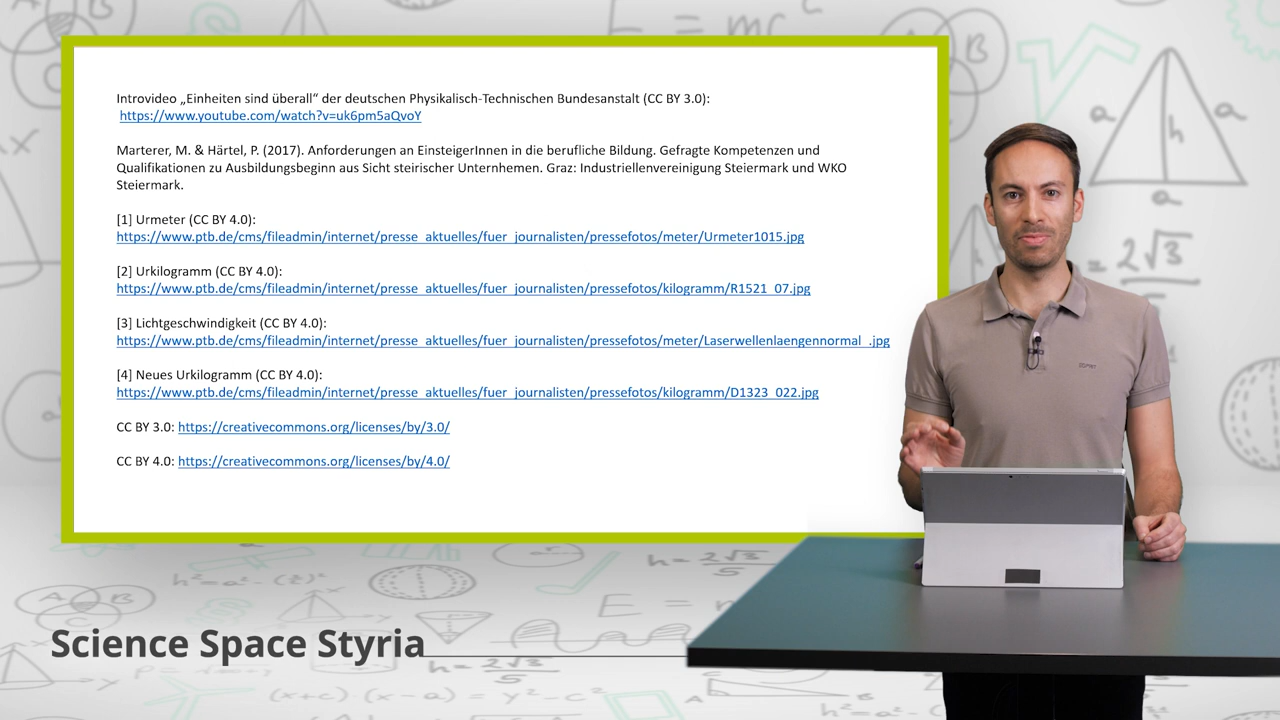 Introvideo „Einheiten sind überall“ der deutschen Physikalisch-Technischen Bundesanstalt (CC BY 3.0):
https://www.youtube.com/watch?v=uk6pm5aQvoY
Marterer, M. & Härtel, P. (2017). Anforderungen an EinsteigerInnen in die berufliche Bildung. Gefragte Kompetenzen und
Qualifikationen zu Ausbildungsbeginn aus Sicht steirischer Unternhemen. Graz: Industriellenvereinigung Steiermark und WKO
Steiermark.
[1] Urmeter (CC BY 4.0):
https://www.ptb.de/cms/fileadmin/internet/presse_aktuelles/fuer_journalisten/pressefotos/meter/Urmeter1015.jpg
[2] Urkilogramm (CC BY 4.0):
https://www.ptb.de/cms/fileadmin/internet/presse_aktuelles/fuer_journalisten/pressefotos/kilogramm/R1521_07.jpg
[3] Lichtgeschwindigkeit (CC BY 4.0):
https://www.ptb.de/cms/fileadmin/internet/presse_aktuelles/fuer_journalisten/pressefotos/meter/Laserwellenlaengennormal_.jpg
[4] Neues Urkilogramm (CC BY 4.0):
https://www.ptb.de/cms/fileadmin/internet/presse_aktuelles/fuer_journalisten/pressefotos/kilogramm/D1323_022.jpg
CC BY 3.0: https://creativecommons.org/licenses/by/3.0/
CC BY 4.0: https://creativecommons.org/licenses/by/4.0/
Science Space Styria